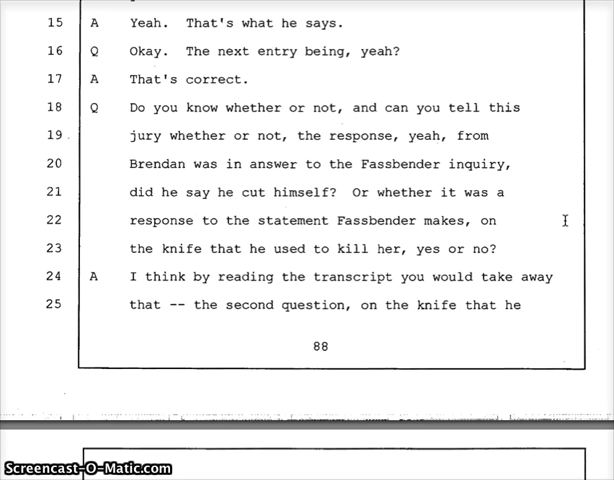 15 A Yeah. That's what he says.
16 Q Okay. The next entry being, yeah?
17 A That's correct.
18 Q Do you know whether or not, and can you tell this
19 jury whether or not, the response, yeah, from
20 Brendan was in answer to the Fassbender inquiry,
21 did he say he cut himself? Or whether it was a
22 response to the statement Fassbender makes, on
23 the knife that he used to kill her, yes or no?
24 A I think by reading the transcript you would take away
25 that -- the second question, on the knife that he
88
Screencast-O-Matic.com